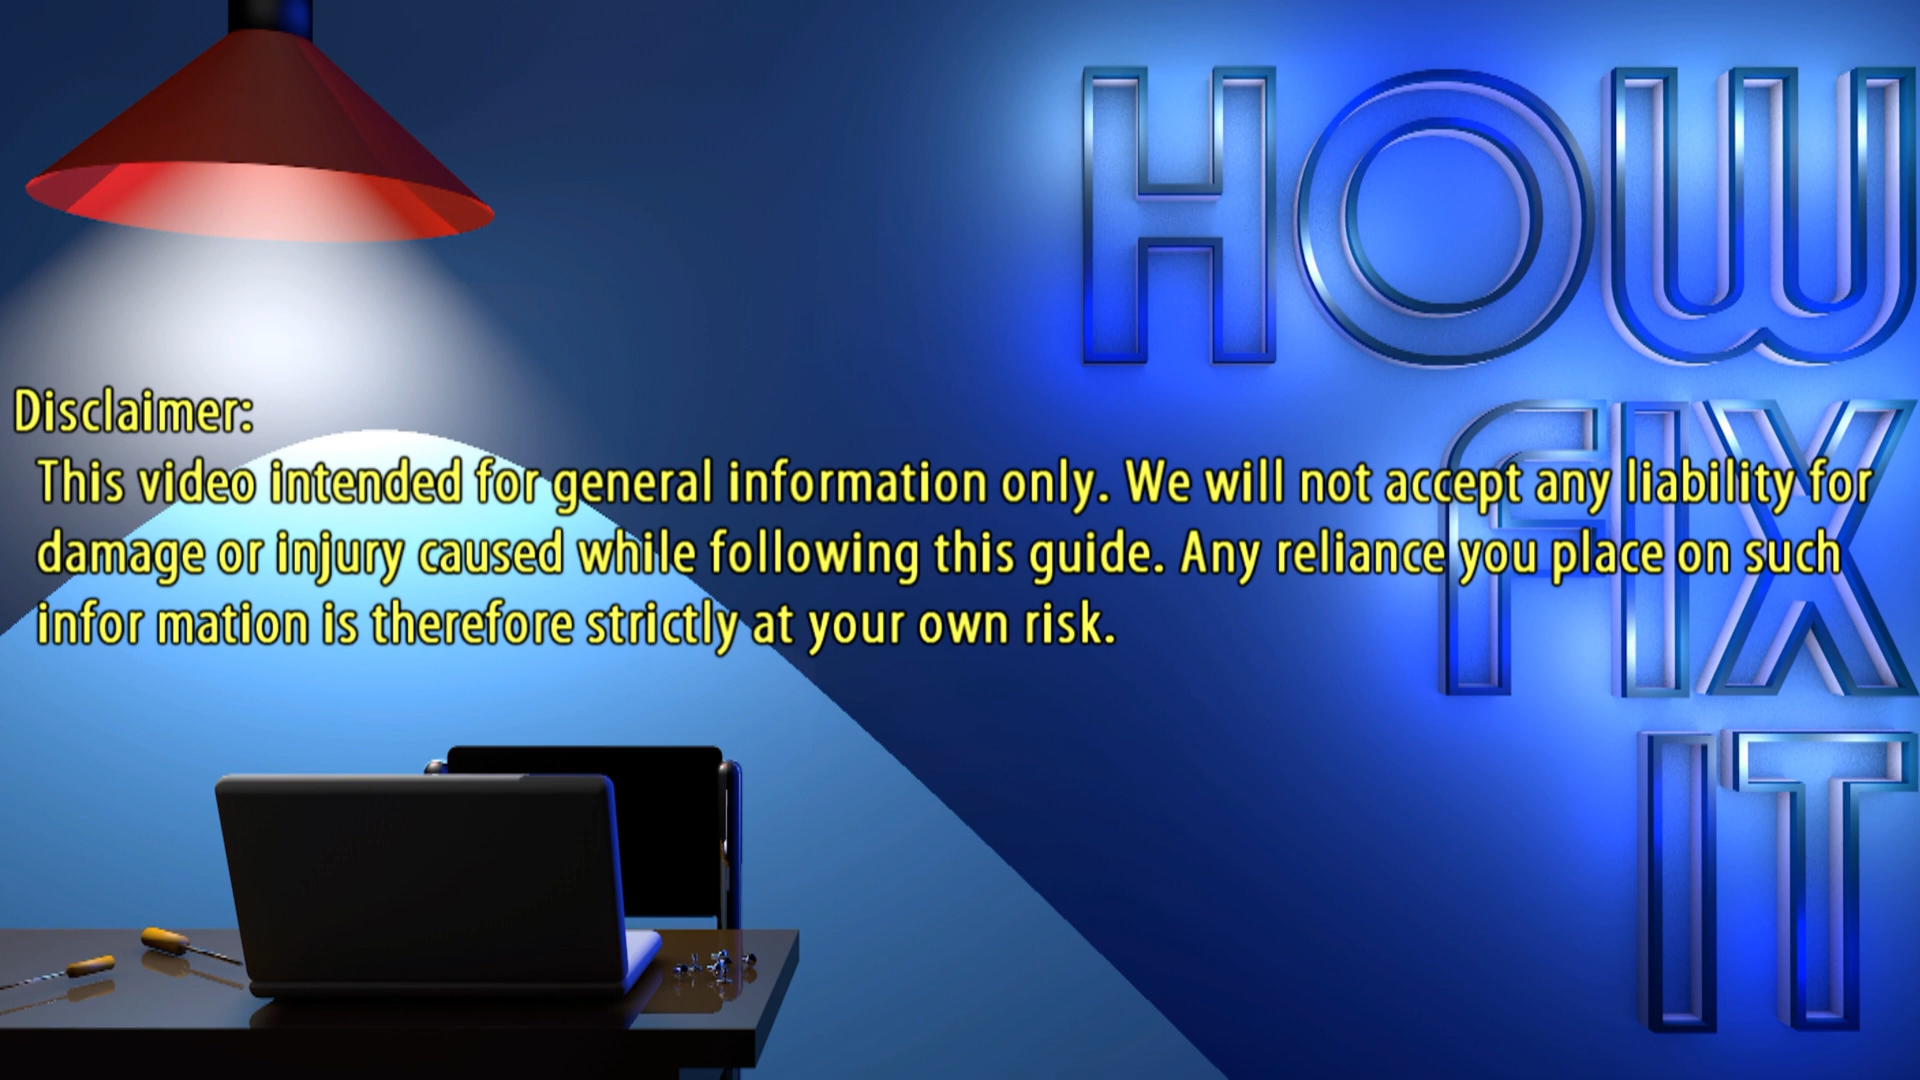 HOW
FIX
IT
Disclaimer:
This video intended for general information only. We will not accept any liability for
damage or injury caused while following this guide. Any reliance you place on such
infor mation is therefore strictly at your own risk.